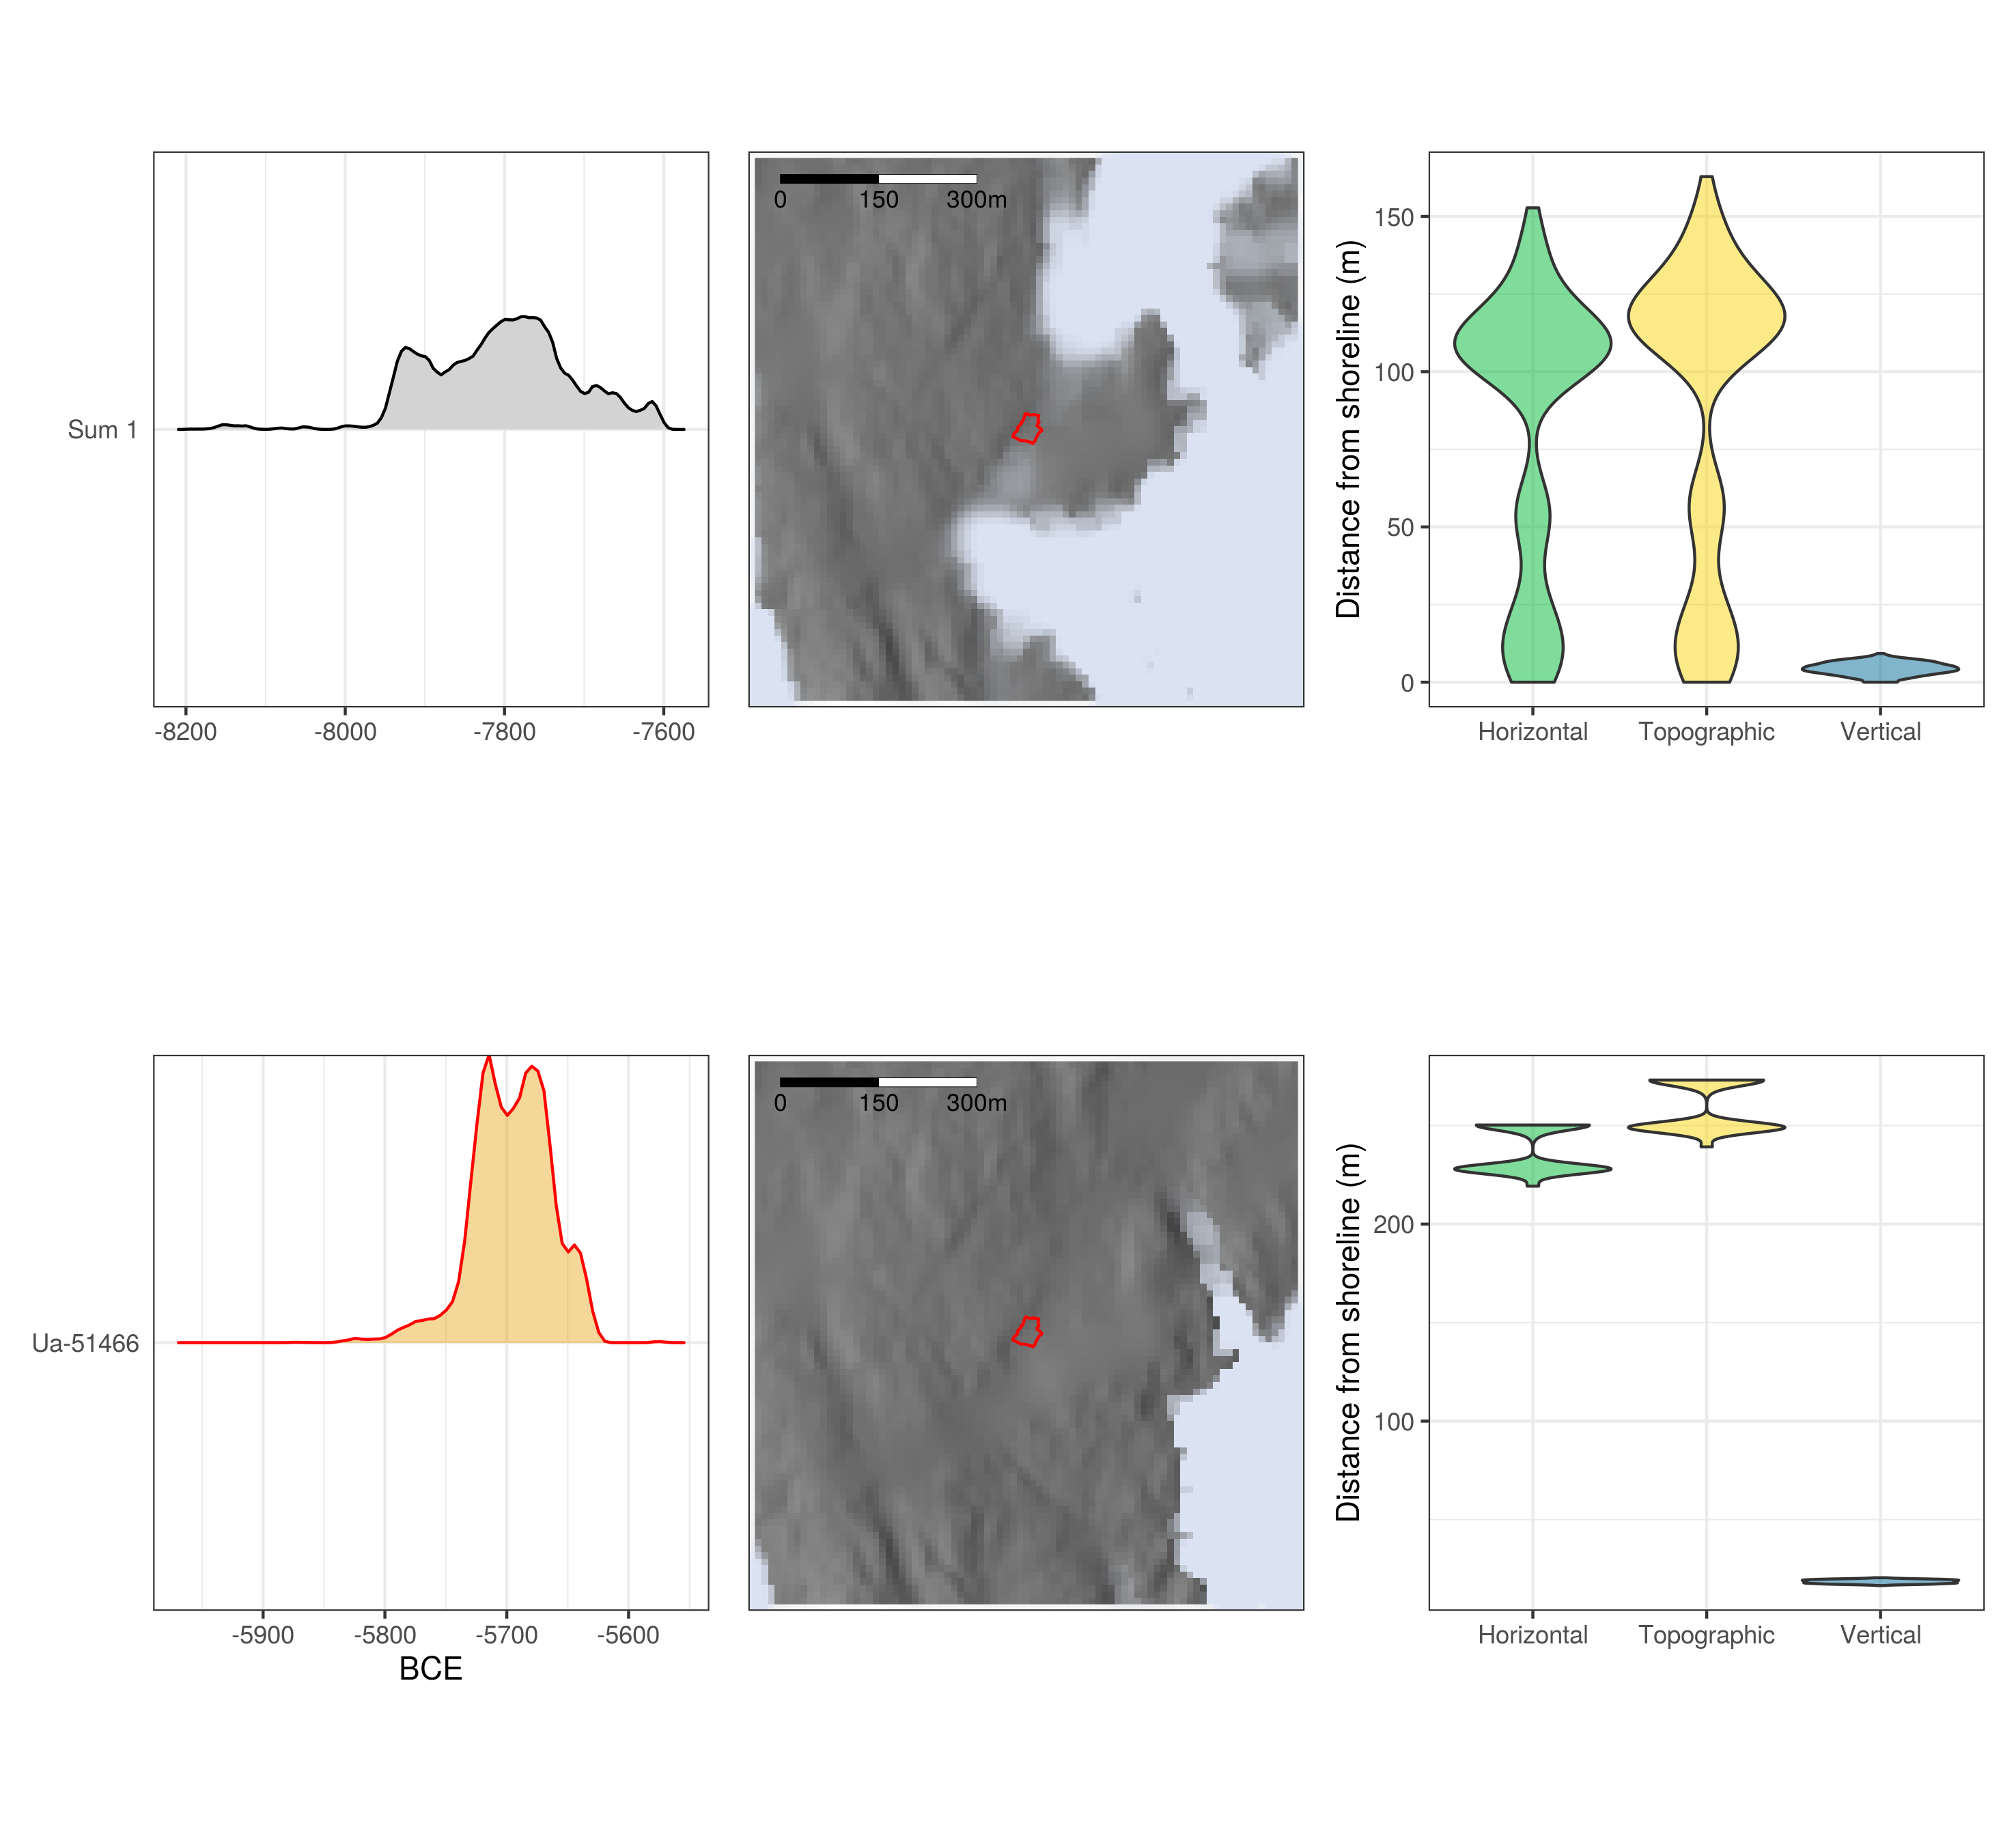 Sum 1
-8200 -8000 -7800 -7600
0 150 300m
Distance from shoreline (m)
150
100
50
0
Horizontal Topographic Vertical
Ua-51466
-5900 -5800 -5700 -5600
BCE
0 150 300m
Distance from shoreline (m)
200
100
Horizontal Topographic Vertical